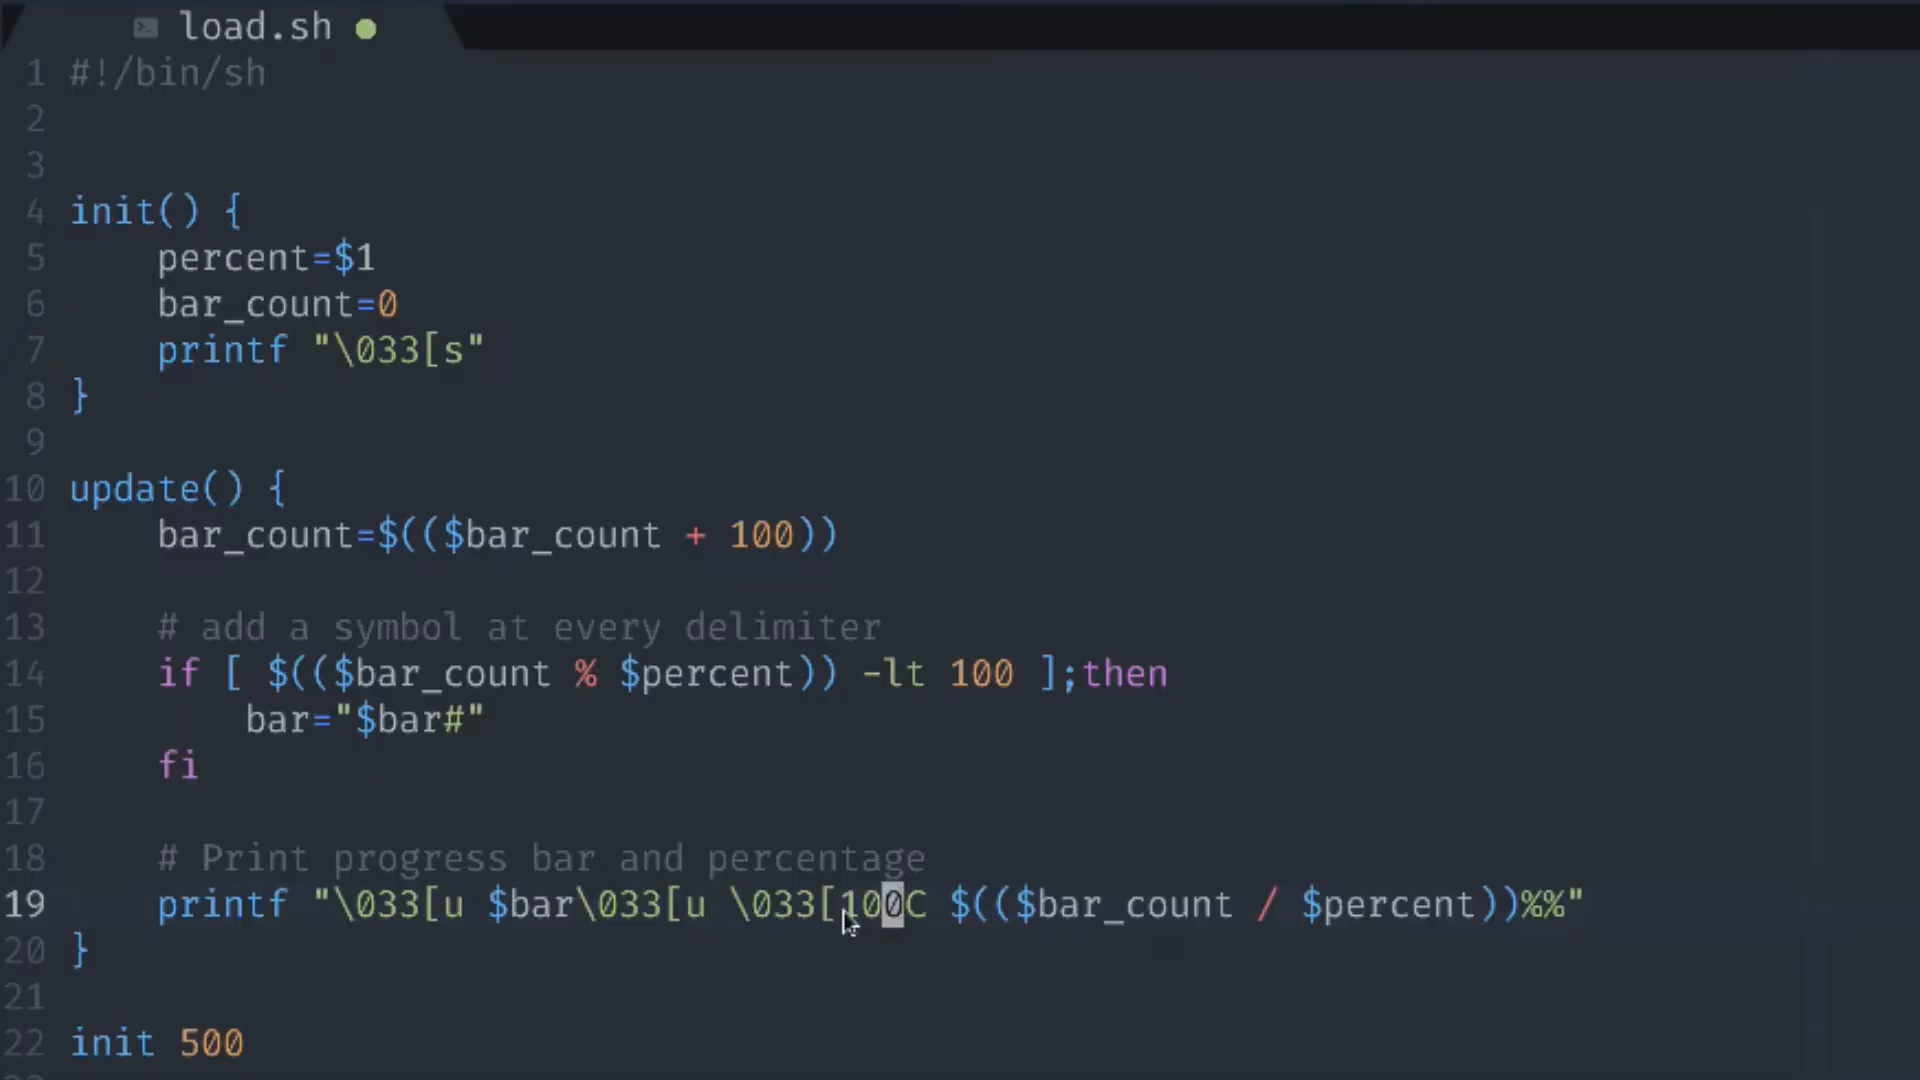 load.sh
1 #!/bin/sh
2
3
4 init() {
5     percent=$1
6     bar_count=0
7     printf "\033[s"
8 }
9
10 update() {
11     bar_count=$(($bar_count + 100))
12
13     # add a symbol at every delimiter
14     if [ $(($bar_count % $percent)) -lt 100 ];then
15         bar="$bar#"
16     fi
17
18     # Print progress bar and percentage
19     printf "\033[u $bar\033[u \033[100C $(($bar_count / $percent))%%"
20 }
21
22 init 500